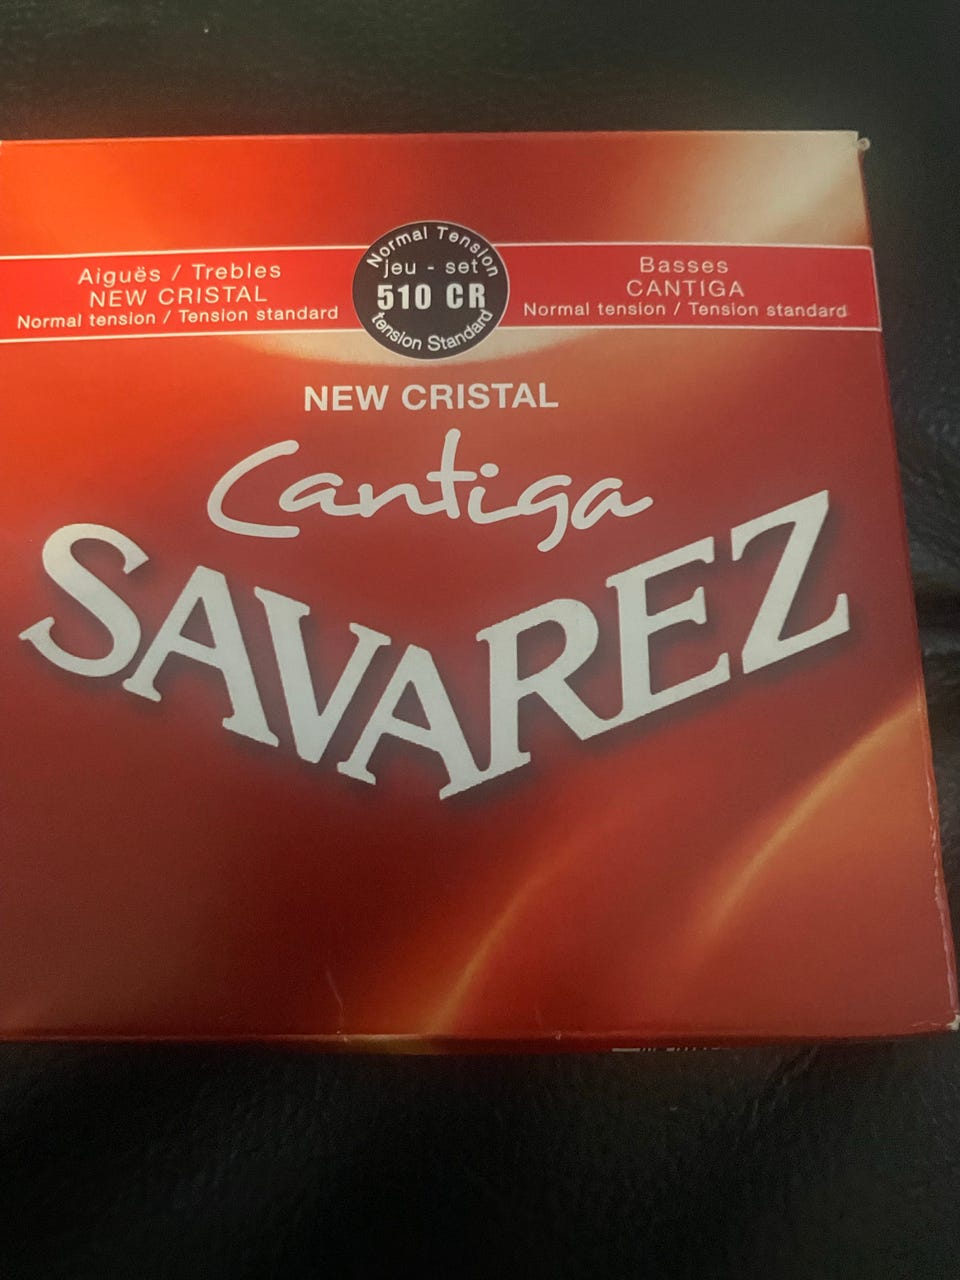 Aiguës / Trebles
NEW CRISTAL
Normal tension / Tension standard
Normal Tension
jeu - set
510 CR
tension Standard
Basses
CANTIGA
Normal tension / Tension standard
NEW CRISTAL
Cantiga
SAVAREZ